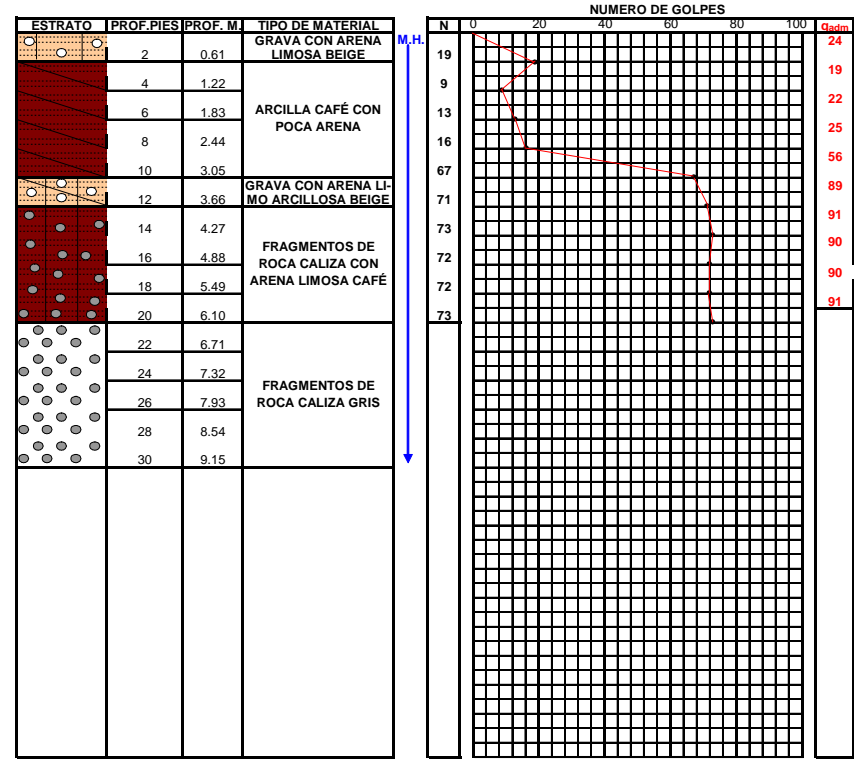 NUMERO DE GOLPES
ESTRATO PROF.PIES PROF. M. TIPO DE MATERIAL N 0 20 40 60 80 100 qadm
GRAVA CON ARENA M.H. 24
2 0.61 LIMOSA BEIGE 19
19
4 1.22 9
22
6 1.83 ARCILLA CAFÉ CON 13
POCA ARENA 25
8 2.44 16
56
10 3.05 67
GRAVA CON ARENA LI- 89
12 3.66 MO ARCILLOSA BEIGE 71
91
14 4.27 73
FRAGMENTOS DE 90
16 4.88 ROCA CALIZA CON 72
ARENA LIMOSA CAFÉ 90
18 5.49 72
91
20 6.10 73
22 6.71
24 7.32
FRAGMENTOS DE
26 7.93 ROCA CALIZA GRIS
28 8.54
30 9.15